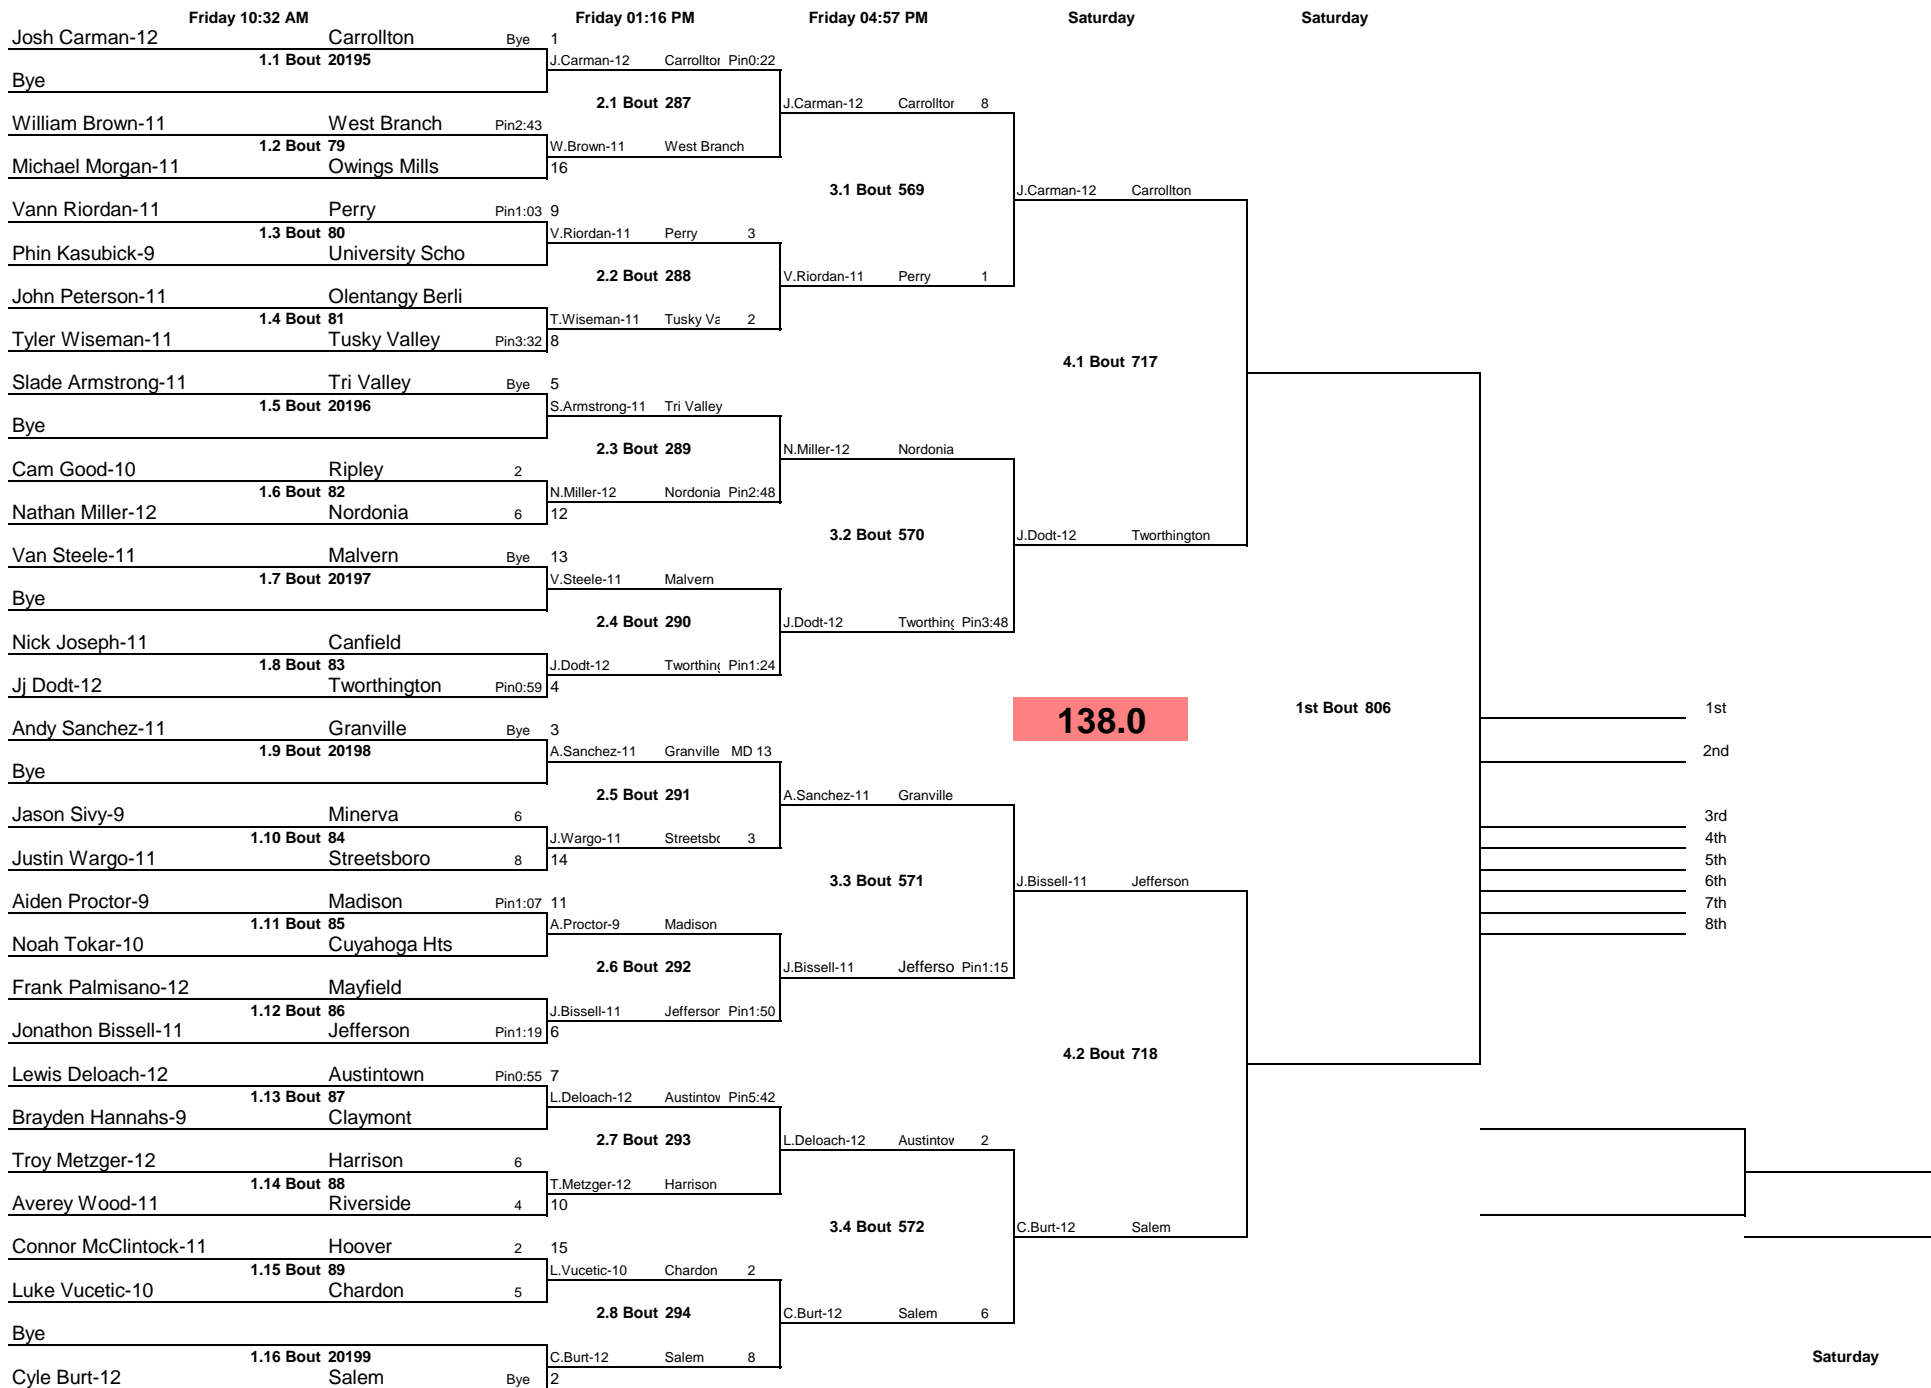 Friday 10:32 AM Friday 01:16 PM Friday 04:57 PM Saturday Saturday
Josh Carman-12 Carrollton Bye 1
1.1 Bout 20195
J.Carman-12 Carrolltor Pin0:22
Bye
2.1 Bout 287
J.Carman-12 Carrolltor 8
William Brown-11 West Branch Pin2:43
1.2 Bout 79
W.Brown-11 West Branch
Michael Morgan-11 Owings Mills 16
3.1 Bout 569
J.Carman-12 Carrollton
Vann Riordan-11 Perry Pin1:03 9
1.3 Bout 80
V.Riordan-11 Perry 3
Phin Kasubick-9 University Scho
2.2 Bout 288
V.Riordan-11 Perry 1
John Peterson-11 Olentangy Berli
1.4 Bout 81
T.Wiseman-11 Tusky Va 2
Tyler Wiseman-11 Tusky Valley Pin3:32 8
4.1 Bout 717
Slade Armstrong-11 Tri Valley Bye 5
1.5 Bout 20196
S.Armstrong-11 Tri Valley
Bye
2.3 Bout 289
N.Miller-12 Nordonia
Cam Good-10 Ripley 2
1.6 Bout 82
N.Miller-12 Nordonia Pin2:48
Nathan Miller-12 Nordonia 6 12
3.2 Bout 570
J.Dodt-12 Tworthington
Van Steele-11 Malvern Bye 13
1.7 Bout 20197
V.Steele-11 Malvern
Bye
2.4 Bout 290
J.Dodt-12 Tworthing Pin3:48
Nick Joseph-11 Canfield
1.8 Bout 83
J.Dodt-12 Tworthing Pin1:24
Jj Dodt-12 Tworthington Pin0:59 4
138.0
1st Bout 806
1st
Andy Sanchez-11 Granville Bye 3
1.9 Bout 20198
A.Sanchez-11 Granville MD 13
2nd
Bye
2.5 Bout 291
A.Sanchez-11 Granville
Jason Sivy-9 Minerva 6
3rd
1.10 Bout 84
J.Wargo-11 Streetsbo 3
4th
Justin Wargo-11 Streetsboro 8 14
5th
3.3 Bout 571
J.Bissell-11 Jefferson
6th
Aiden Proctor-9 Madison Pin1:07 11
7th
1.11 Bout 85
A.Proctor-9 Madison
8th
Noah Tokar-10 Cuyahoga Hts
2.6 Bout 292
J.Bissell-11 Jefferso Pin1:15
Frank Palmisano-12 Mayfield
1.12 Bout 86
J.Bissell-11 Jeffersor Pin1:50
Jonathon Bissell-11 Jefferson Pin1:19 6
4.2 Bout 718
Lewis Deloach-12 Austintown Pin0:55 7
1.13 Bout 87
L.Deloach-12 Austintov Pin5:42
Brayden Hannahs-9 Claymont
2.7 Bout 293
L.Deloach-12 Austintov 2
Troy Metzger-12 Harrison 6
1.14 Bout 88
T.Metzger-12 Harrison
Averey Wood-11 Riverside 4 10
3.4 Bout 572
C.Burt-12 Salem
Connor McClintock-11 Hoover 2 15
1.15 Bout 89
L.Vucetic-10 Chardon 2
Luke Vucetic-10 Chardon 5
2.8 Bout 294
C.Burt-12 Salem 6
Bye
1.16 Bout 20199
C.Burt-12 Salem 8
Saturday
Cyle Burt-12 Salem Bye 2